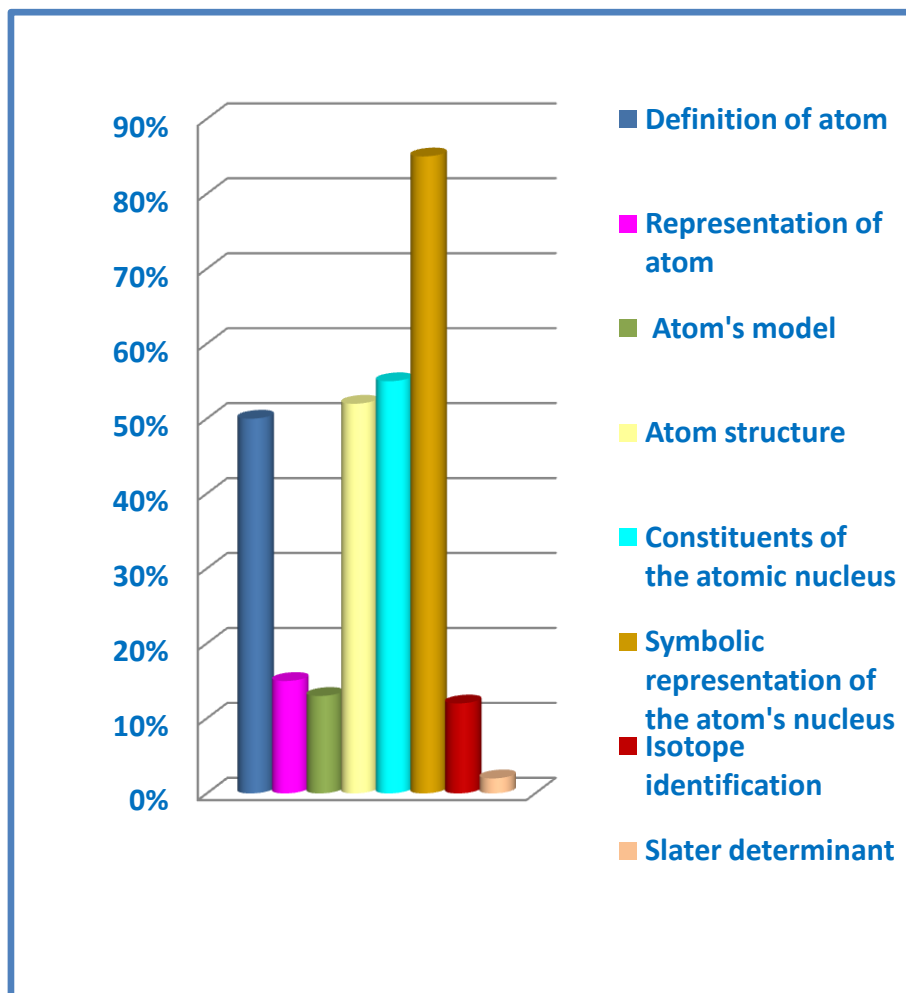 90%
80%
70%
60%
50%
40%
30%
20%
10%
0%
Definition of atom
Representation of
atom
Atom's model
Atom structure
Constituents of
the atomic nucleus
Symbolic
representation of
the atom's nucleus
Isotope
identification
Slater determinant